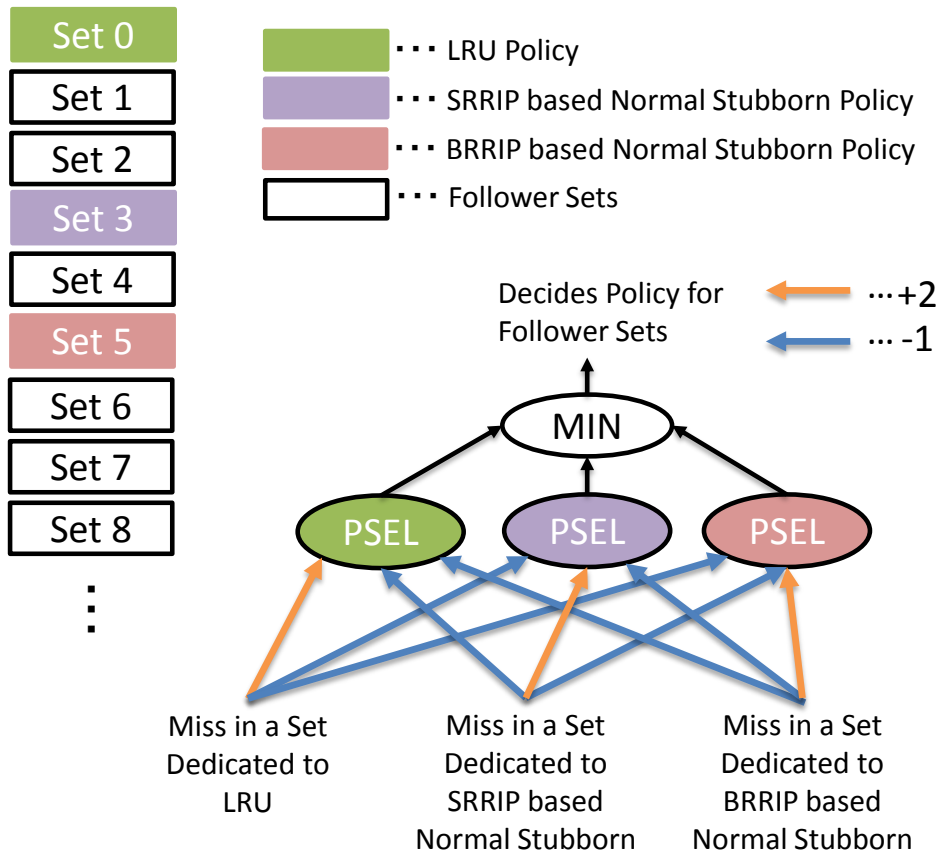 Set 0
Set 1
Set 2
Set 3
Set 4
Set 5
Set 6
Set 7
Set 8
⋮
··· LRU Policy
··· SRRIP based Normal Stubborn Policy
··· BRRIP based Normal Stubborn Policy
··· Follower Sets
Decides Policy for
Follower Sets
···+2
··· -1
MIN
PSEL
PSEL
PSEL
Miss in a Set
Dedicated to
LRU
Miss in a Set
Dedicated to
SRRIP based
Normal Stubborn
Miss in a Set
Dedicated to
BRRIP based
Normal Stubborn